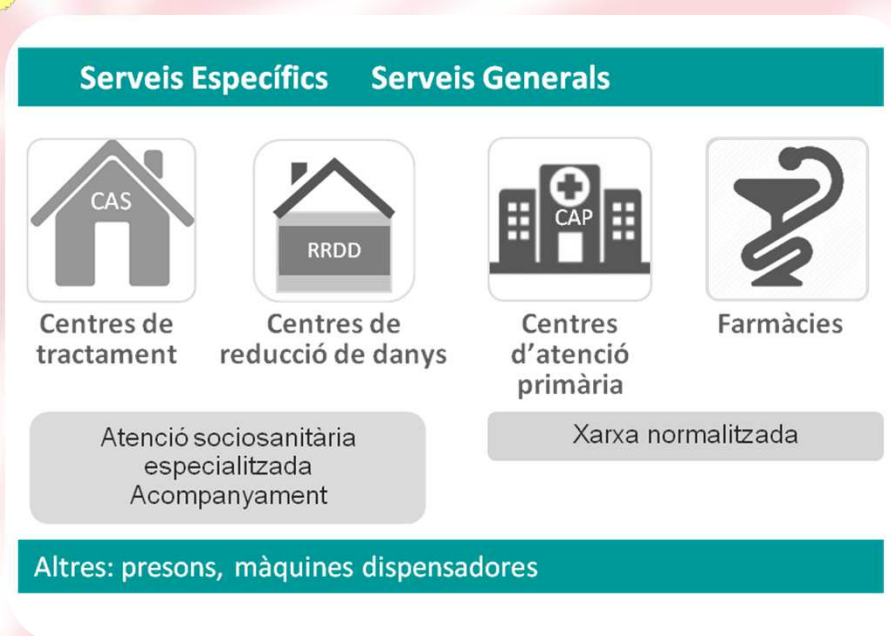 Serveis Específics Serveis Generals
CAS
RRDD
CAP
Centres de
tractament
Centres de
reducció de danys
Centres
d'atenció
primària
Farmàcies
Atenció sociosanitària
especialitzada
Acompanyament
Xarxa normalitzada
Altres: presons, màquines dispensadores